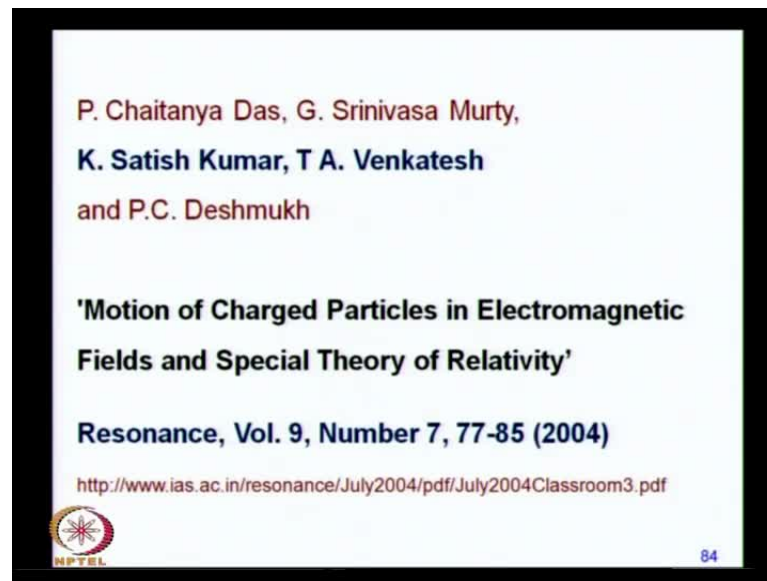 P. Chaitanya Das, G. Srinivasa Murty,
K. Satish Kumar, T A. Venkatesh
and P.C. Deshmukh
'Motion of Charged Particles in Electromagnetic
Fields and Special Theory of Relativity’
Resonance, Vol. 9, Number 7, 77-85 (2004)
http://www.ias.ac.in/resonance/July2004/pdf/July2004Classroom3.pdf
NPTEL
84